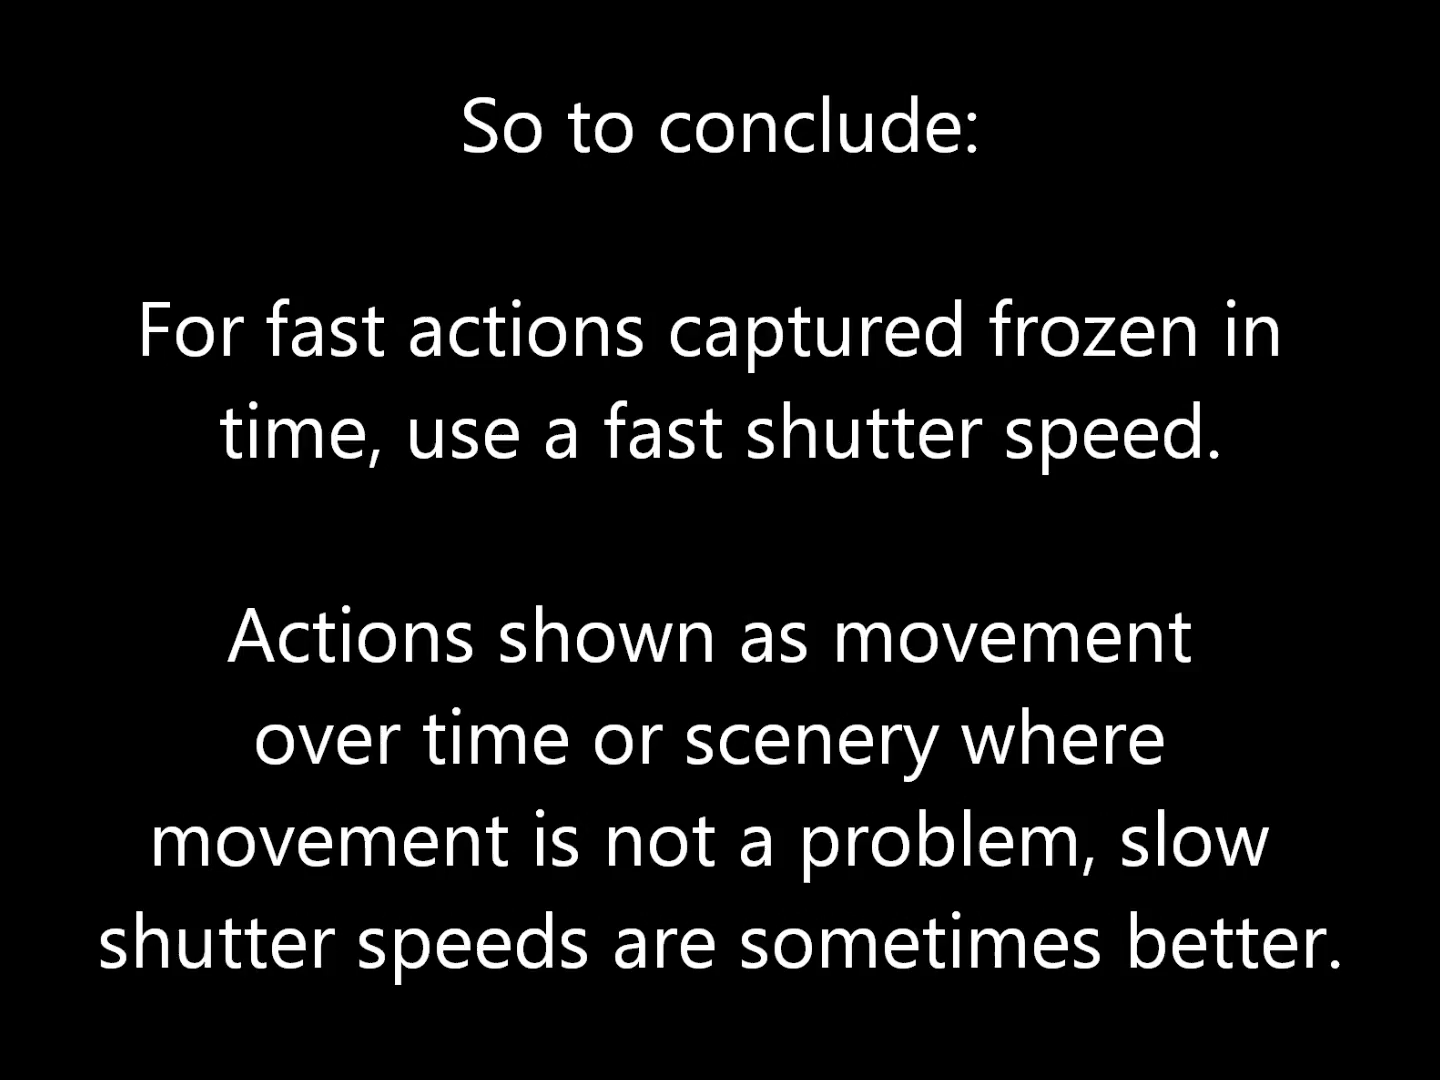 So to conclude:
For fast actions captured frozen in
time, use a fast shutter speed.
Actions shown as movement
over time or scenery where
movement is not a problem, slow
shutter speeds are sometimes better.